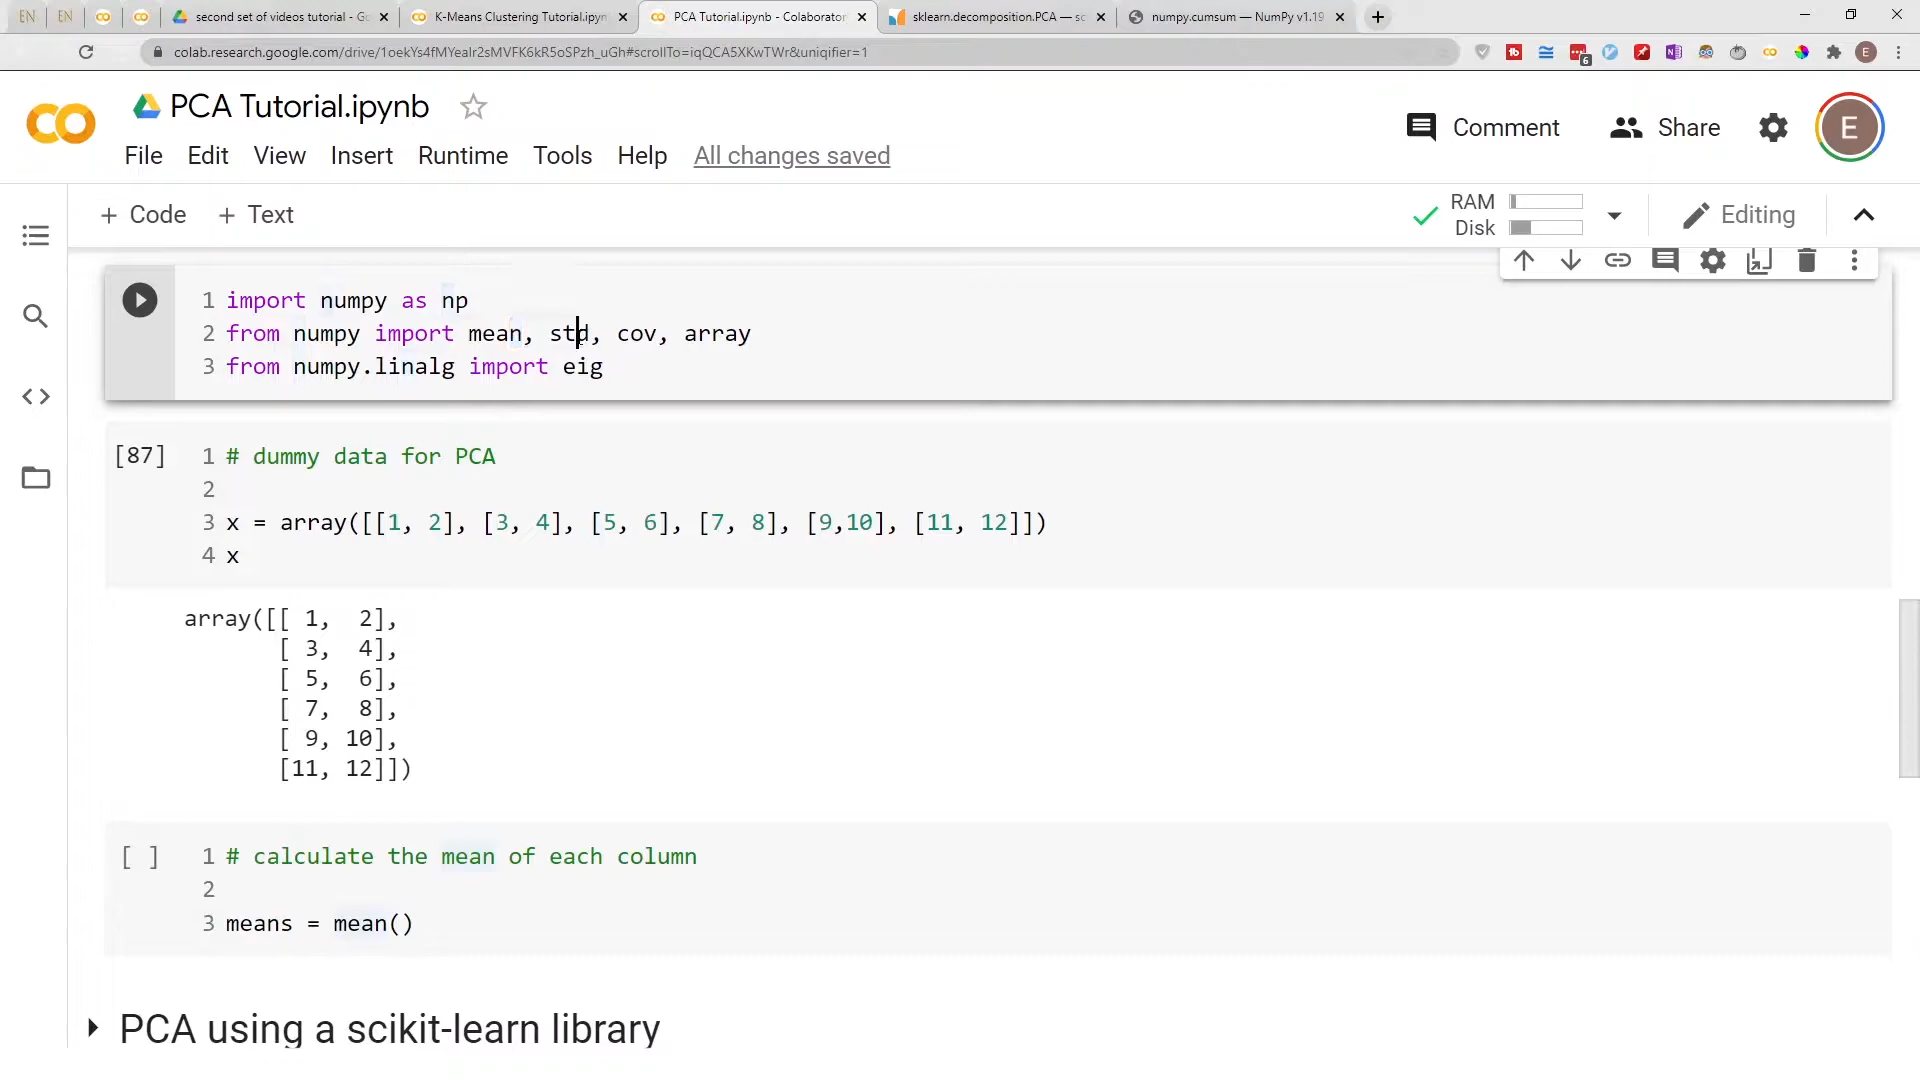 EN EN second set of videos tutorial - Go K-Means Clustering Tutorial.ipyn PCA Tutorial.ipynb - Colaborator sklearn.decomposition.PCA — sc numpy.cumsum — NumPy v1.19
colab.research.google.com/drive/1oekYs4fMYealr2sMVFK6kR5oSPzh_uGh#scrollTo=iqQCA5XKwTWr&uniqifier=1
PCA Tutorial.ipynb
Comment Share E
File Edit View Insert Runtime Tools Help All changes saved
+ Code + Text RAM Editing
Disk
1 import numpy as np
2 from numpy import mean, std, cov, array
3 from numpy.linalg import eig
[87] 1 # dummy data for PCA
2
3 x = array([[1, 2], [3, 4], [5, 6], [7, 8], [9,10], [11, 12]])
4 x
array([[ 1,  2],
[ 3,  4],
[ 5,  6],
[ 7,  8],
[ 9, 10],
[11, 12]])
[ ] 1 # calculate the mean of each column
2
3 means = mean()
PCA using a scikit-learn library